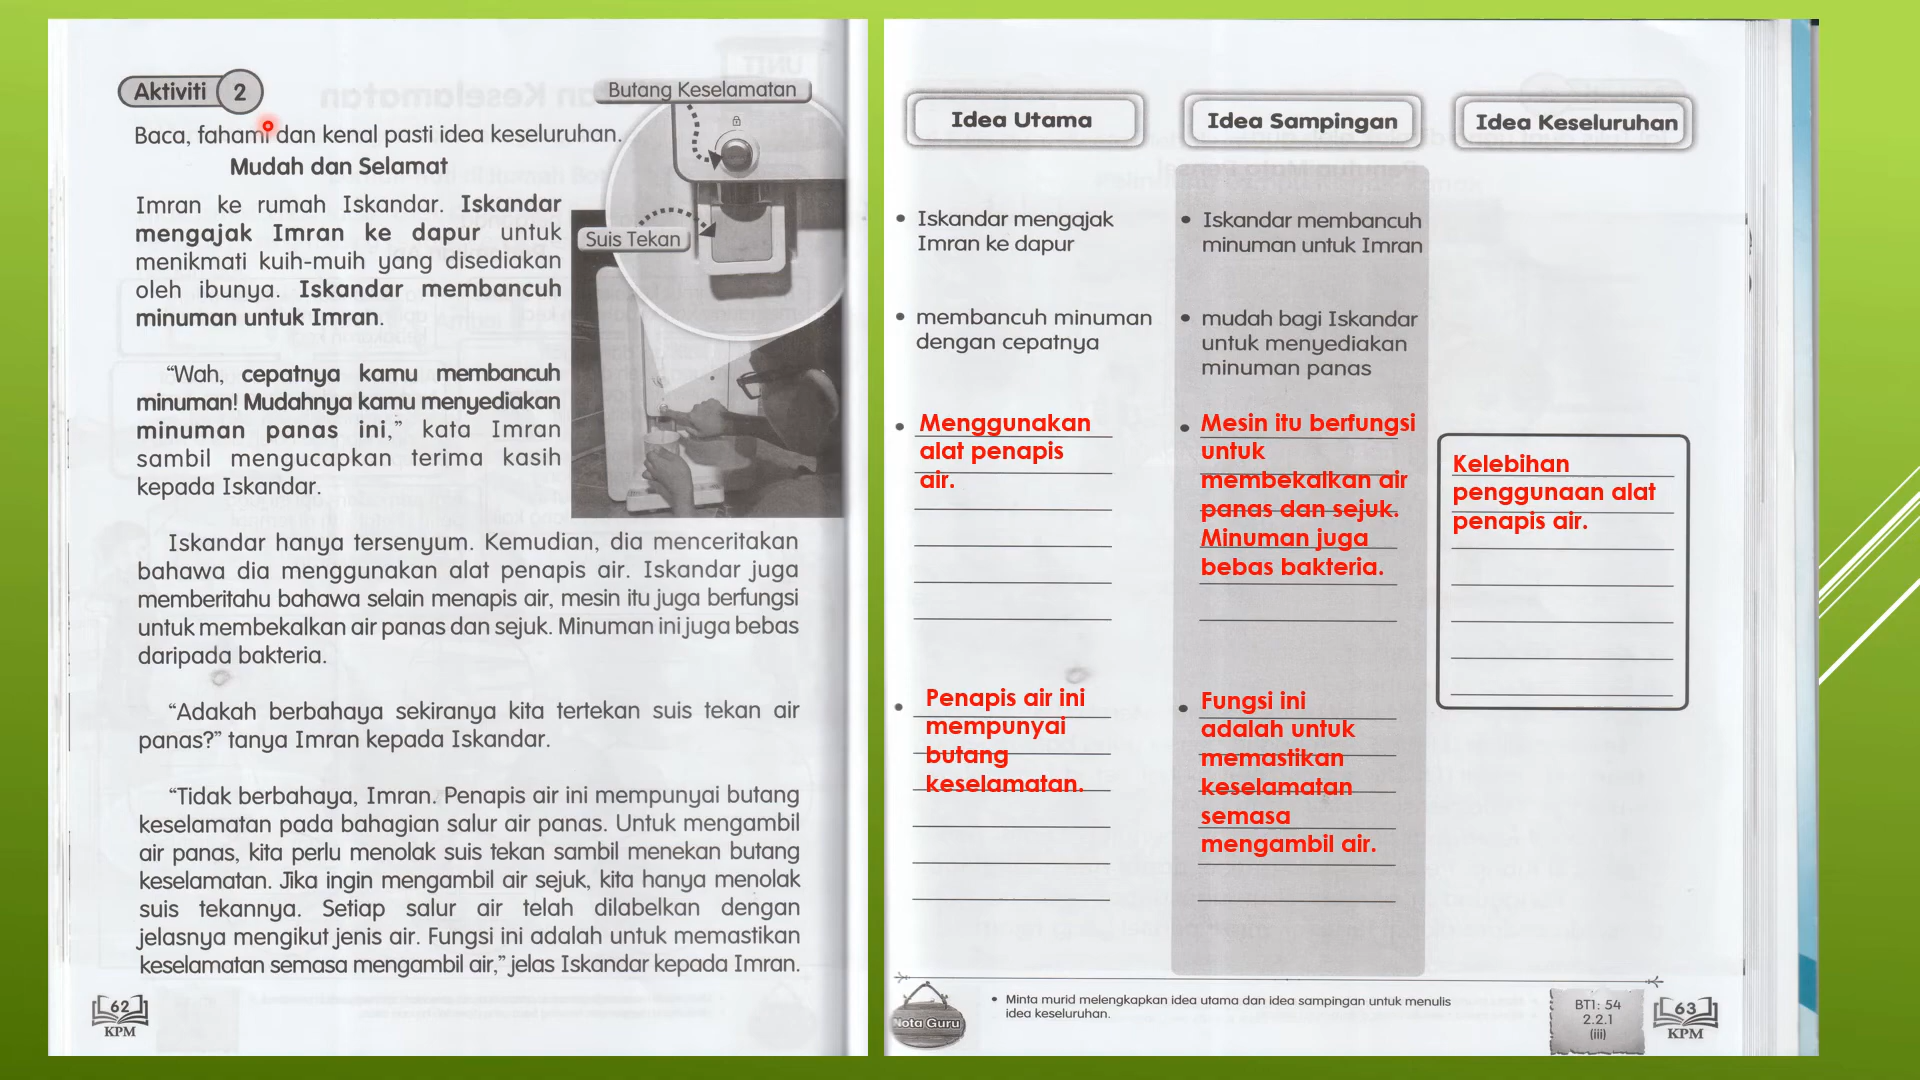 Aktiviti 2
Butang Keselamatan
Baca, fahami dan kenal pasti idea keseluruhan.
Mudah dan Selamat
Imran ke rumah Iskandar. Iskandar
mengajak Imran ke dapur untuk
menikmati kuih-muih yang disediakan
oleh ibunya. Iskandar membancuh
minuman untuk Imran.
Suis Tekan
“Wah, cepatnya kamu membancuh
minuman! Mudahnya kamu menyediakan
minuman panas ini,” kata Imran
sambil mengucapkan terima kasih
kepada Iskandar.
Iskandar hanya tersenyum. Kemudian, dia menceritakan
bahawa dia menggunakan alat penapis air. Iskandar juga
memberitahu bahawa selain menapis air, mesin itu juga berfungsi
untuk membekalkan air panas dan sejuk. Minuman ini juga bebas
daripada bakteria.
“Adakah berbahaya sekiranya kita tertekan suis tekan air
panas?” tanya Imran kepada Iskandar.
“Tidak berbahaya, Imran. Penapis air ini mempunyai butang
keselamatan pada bahagian salur air panas. Untuk mengambil
air panas, kita perlu menolak suis tekan sambil menekan butang
keselamatan. Jika ingin mengambil air sejuk, kita hanya menolak
suis tekannya. Setiap salur air telah dilabelkan dengan
jelasnya mengikut jenis air. Fungsi ini adalah untuk memastikan
keselamatan semasa mengambil air,” jelas Iskandar kepada Imran.
62
KPM
Idea Utama
• Iskandar mengajak
Imran ke dapur
• membancuh minuman
dengan cepatnya
• Menggunakan
alat penapis
air.
• Penapis air ini
mempunyai
butang
keselamatan.
Idea Sampingan
• Iskandar membancuh
minuman untuk Imran
• mudah bagi Iskandar
untuk menyediakan
minuman panas
• Mesin itu berfungsi
untuk
membekalkan air
panas dan sejuk.
Minuman juga
bebas bakteria.
• Fungsi ini
adalah untuk
memastikan
keselamatan
semasa
mengambil air.
Idea Keseluruhan
Kelebihan
penggunaan alat
penapis air.
Nota Guru
• Minta murid melengkapkan idea utama dan idea sampingan untuk menulis
idea keseluruhan.
BT1: 54
2.2.1
(iii)
63
KPM